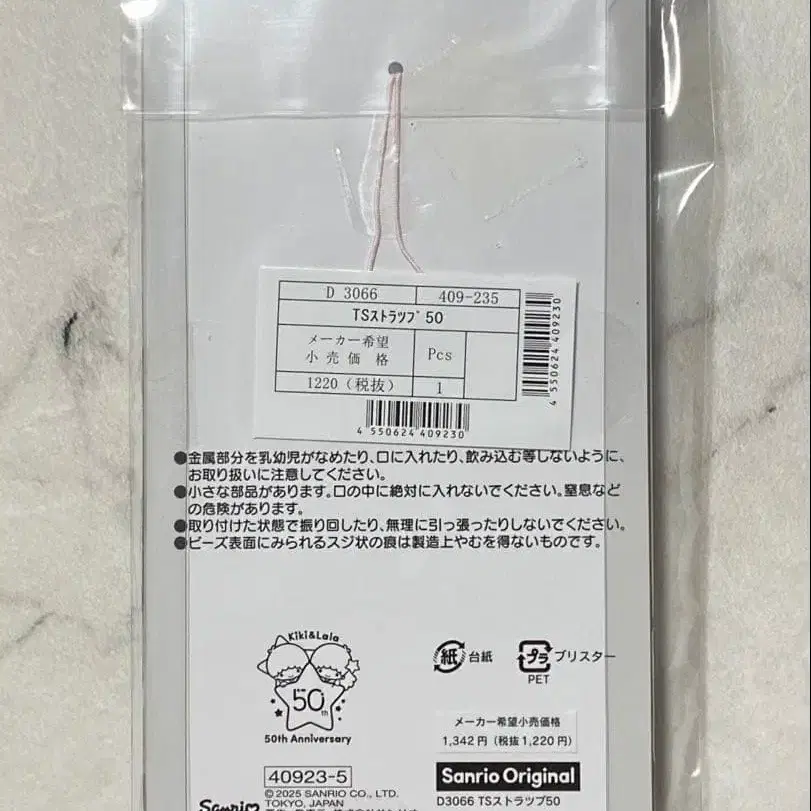 D 3066 409-235
TSストラップ 50
メーカー希望
小 売 価 格 Pcs
1220 (税抜) 1
4 550624 409230
4 550624 409230
●金属部分を乳幼児がなめたり、口に入れたり、飲み込む等しないように、
お取り扱いに注意してください。
●小さな部品があります。口の中に絶対に入れないでください。窒息など
の危険があります。
●取り付けた状態で振り回したり、無理に引っ張ったりしないでください。
●ビーズ表面にみられるスジ状の痕は製造上やむを得ないものです。
Kiki&Lala
50th
50th Anniversary
紙 台紙
プラ ブリスター
PET
メーカー希望小売価格
1,342円(税抜1,220円)
40923-5
Sanrio Original
© 2025 SANRIO CO., LTD.
TOKYO, JAPAN
D3066 TSストラップ50
Sanrio